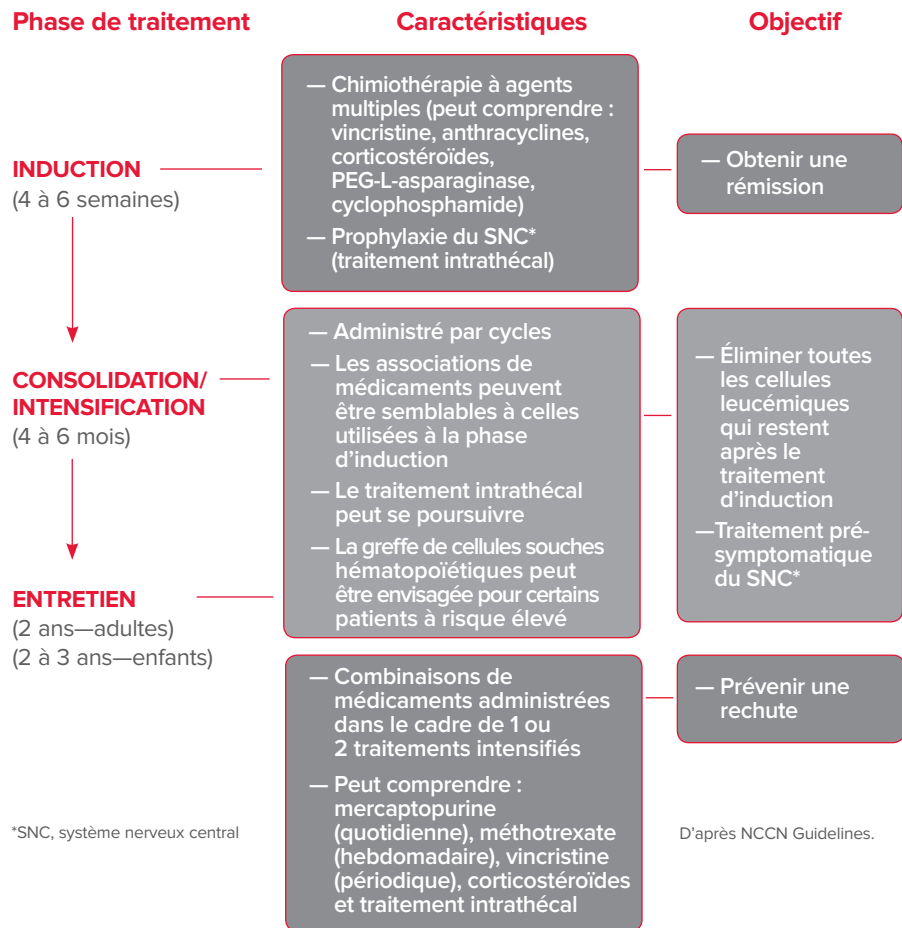 Phase de traitement
Caractéristiques
Objectif
INDUCTION
(4 à 6 semaines)
— Chimiothérapie à agents
multiples (peut comprendre :
vincristine, anthracyclines,
corticostéroïdes,
PEG-L-asparaginase,
cyclophosphamide)
— Prophylaxie du SNC*
(traitement intrathécal)
— Obtenir une
rémission
CONSOLIDATION/
INTENSIFICATION
(4 à 6 mois)
— Administré par cycles
— Les associations de
médicaments peuvent
être semblables à celles
utilisées à la phase
d’induction
— Le traitement intrathécal
peut se poursuivre
— La greffe de cellules souches
hématopoïétiques peut
être envisagée pour certains
patients à risque élevé
— Éliminer toutes
les cellules
leucémiques
qui restent
après le
traitement
d’induction
—Traitement pré-
symptomatique
du SNC*
ENTRETIEN
(2 ans—adultes)
(2 à 3 ans—enfants)
— Combinaisons de
médicaments administrées
dans le cadre de 1 ou
2 traitements intensifiés
— Peut comprendre :
mercaptopurine
(quotidienne), méthotrexate
(hebdomadaire), vincristine
(périodique), corticostéroïdes
et traitement intrathécal
— Prévenir une
rechute
*SNC, système nerveux central
D’après NCCN Guidelines.